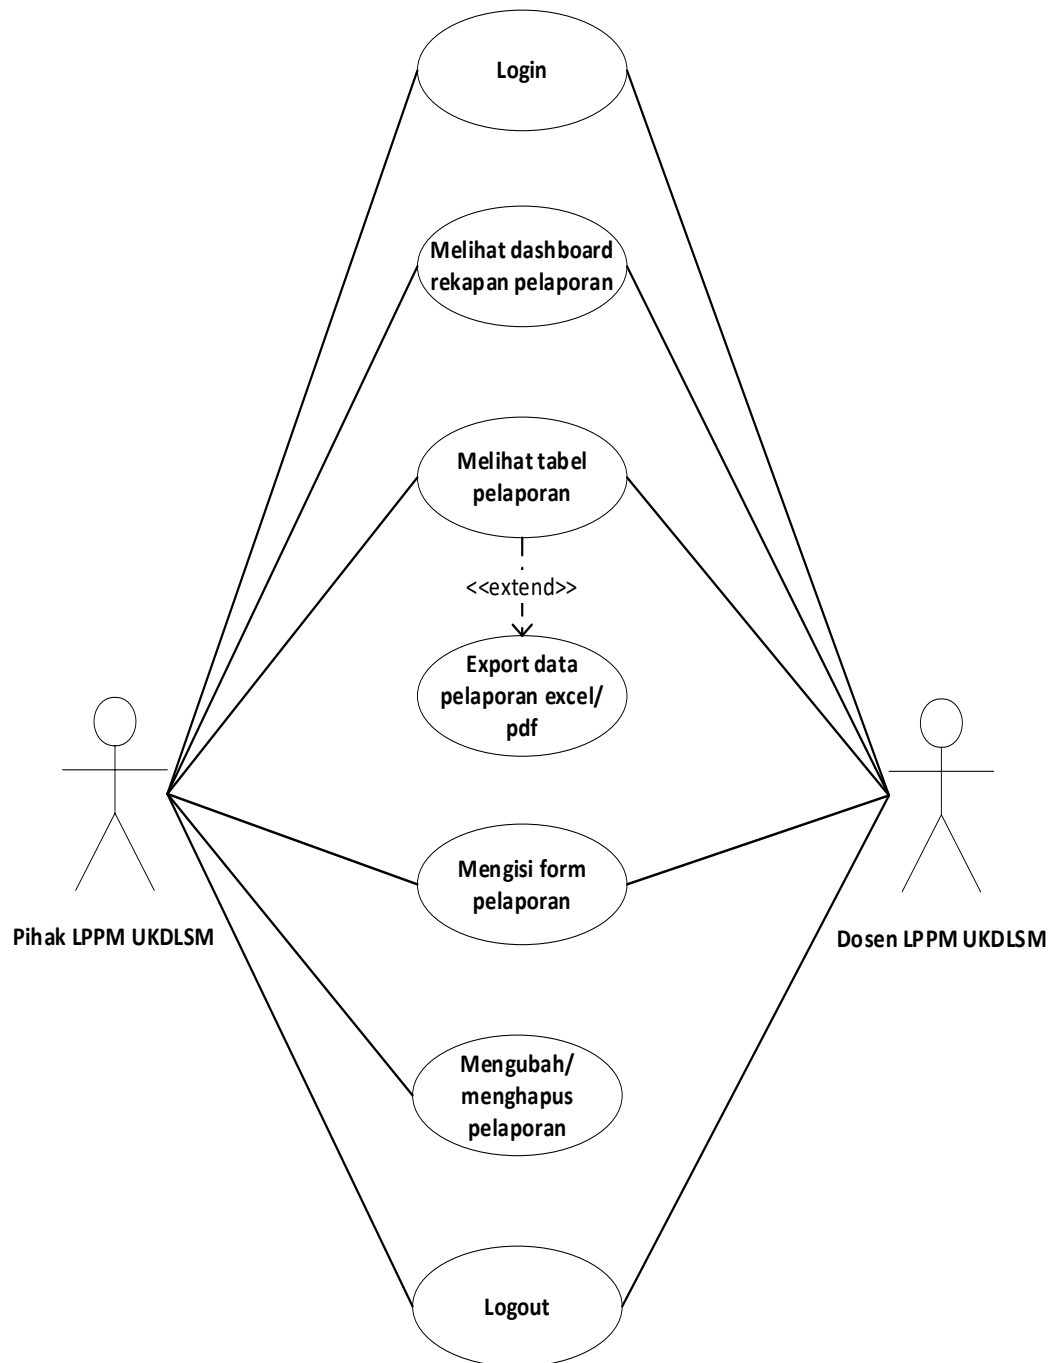 Login
Melihat dashboard
rekapan pelaporan
Melihat tabel
pelaporan
<<extend>>
Export data
pelaporan excel/
pdf
Mengisi form
pelaporan
Pihak LPPM UKDLSM
Dosen LPPM UKDLSM
Mengubah/
menghapus
pelaporan
Logout